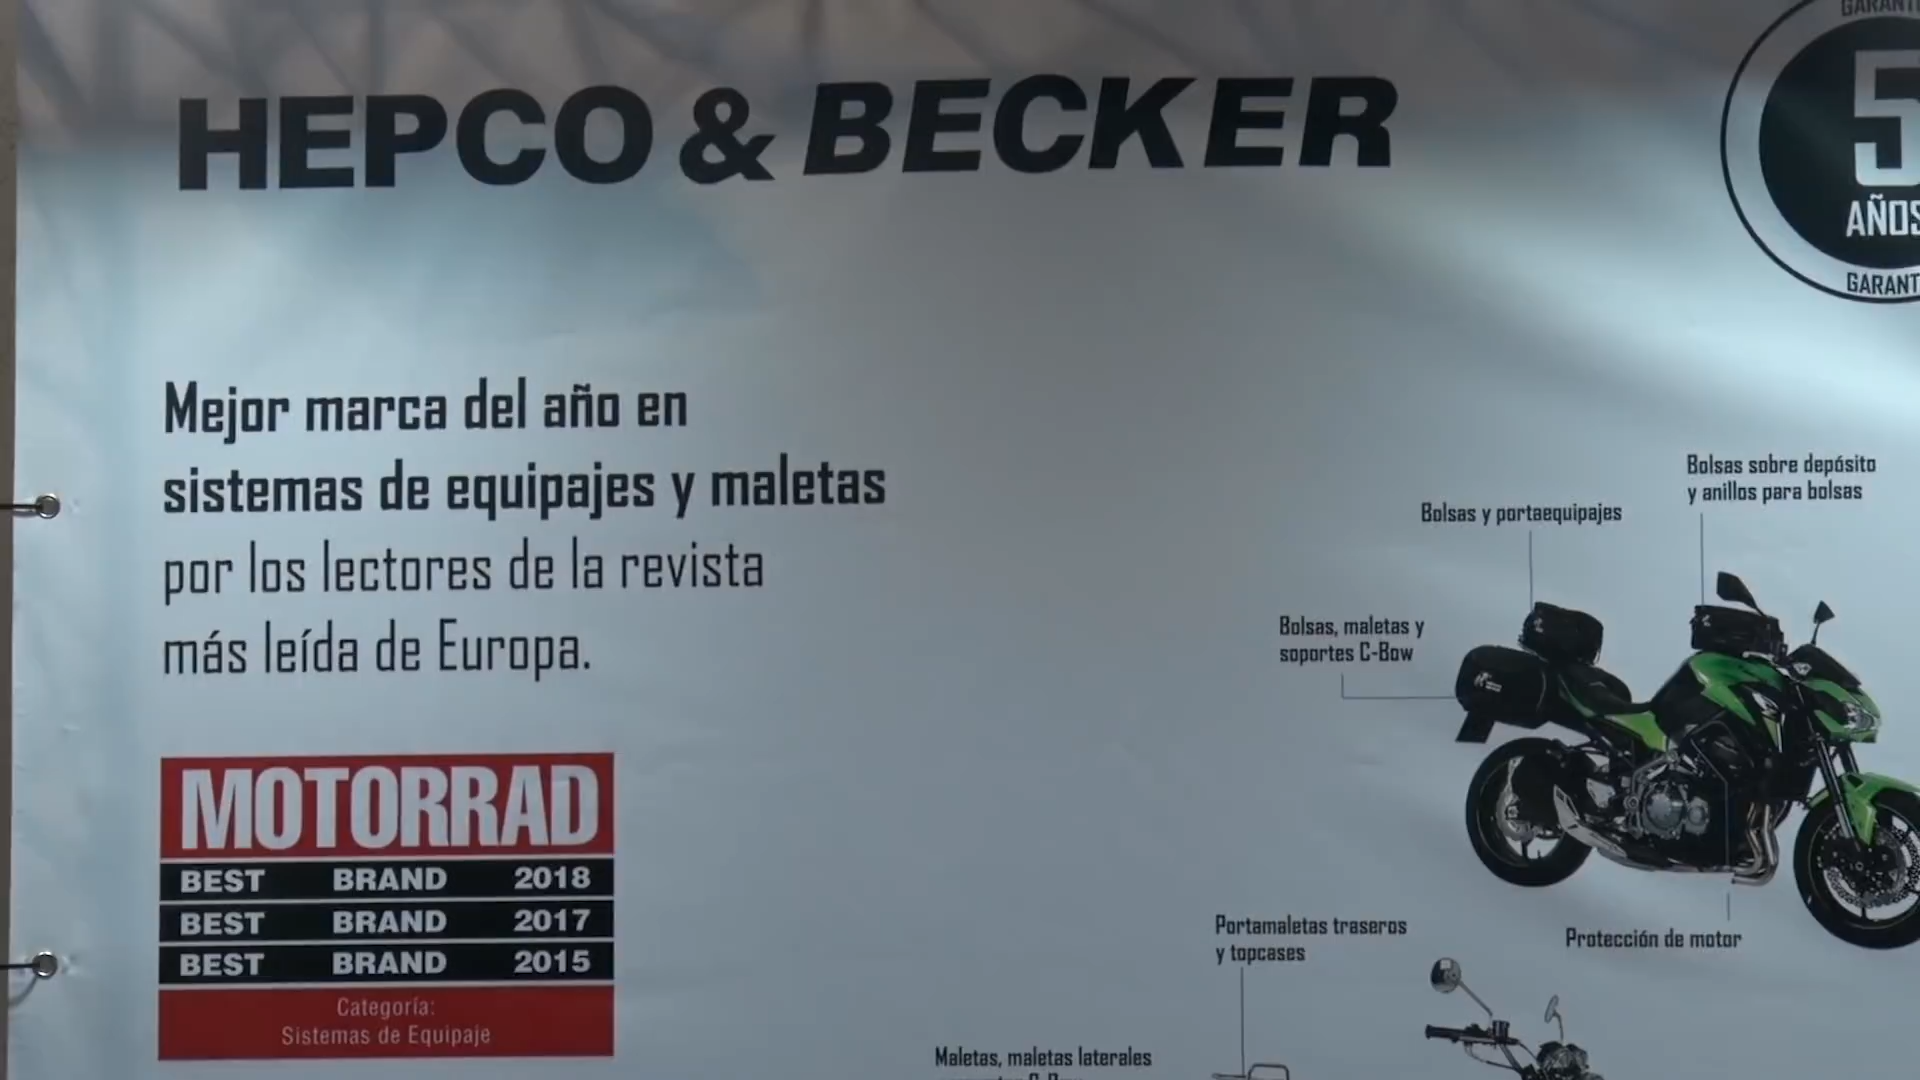 HEPCO & BECKER
5
AÑOS
Mejor marca del año en
sistemas de equipajes y maletas
por los lectores de la revista
más leída de Europa.
Bolsas sobre depósito
y anillos para bolsas
Bolsas y portaequipajes
Bolsas, maletas y
soportes C-Bow
MOTORRAD
BEST BRAND 2018
BEST BRAND 2017
BEST BRAND 2015
Categoría:
Sistemas de Equipaje
Portamaletas traseros
y topcases
Protección de motor
Maletas, maletas laterales